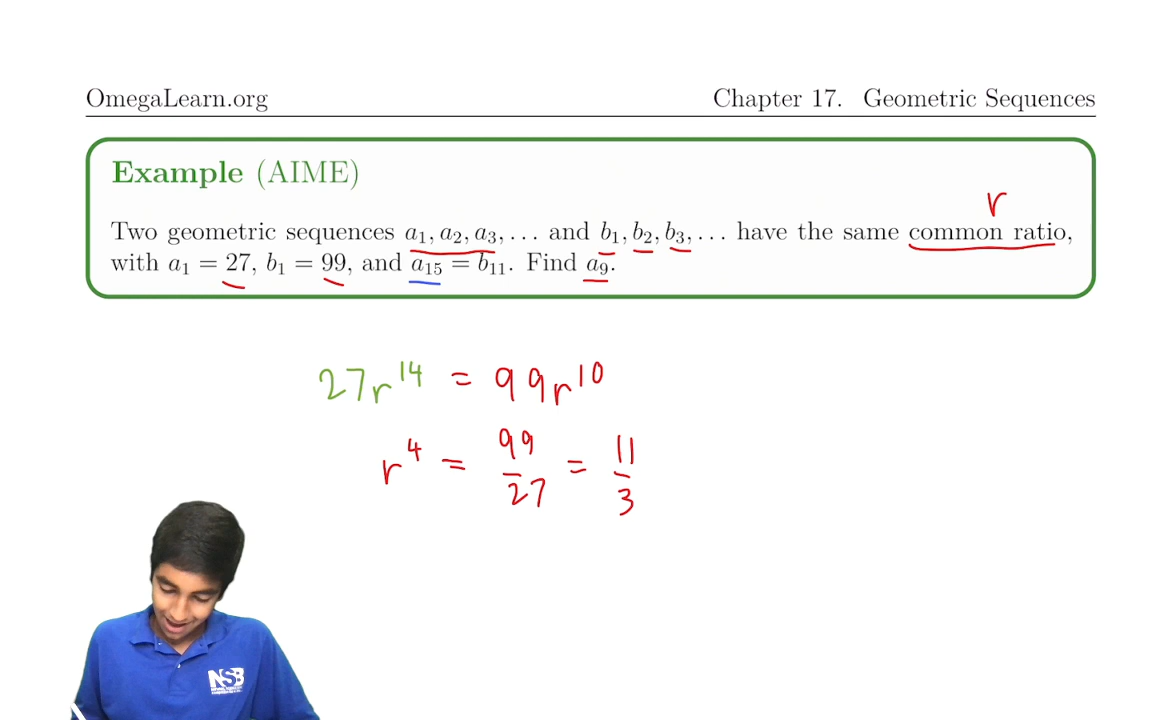 OmegaLearn.org Chapter 17. Geometric Sequences
Example (AIME)
r
Two geometric sequences a₁, a₂, a₃, ... and b₁, b₂, b₃, ... have the same common ratio,
with a₁ = 27, b₁ = 99, and a₁₅ = b₁₁. Find a₉.
27r¹⁴ = 99r¹⁰
r⁴ = 99/27 = 11/3
NSB